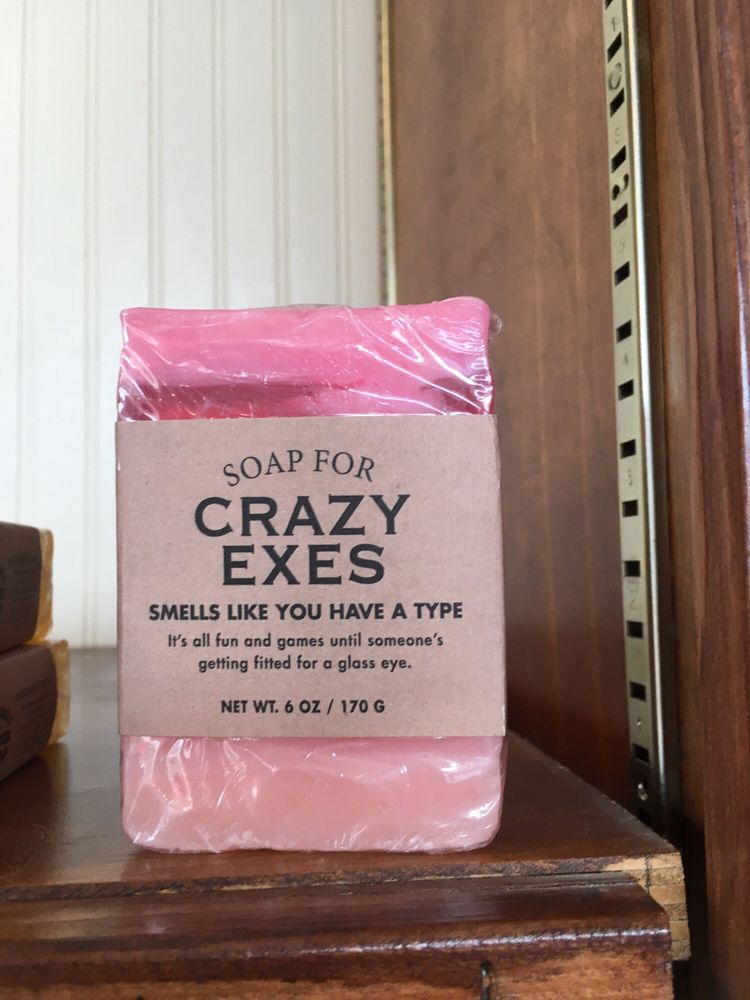 SOAP FOR
CRAZY
EXES
SMELLS LIKE YOU HAVE A TYPE
It's all fun and games until someone's
getting fitted for a glass eye.
NET WT. 6 OZ / 170 G